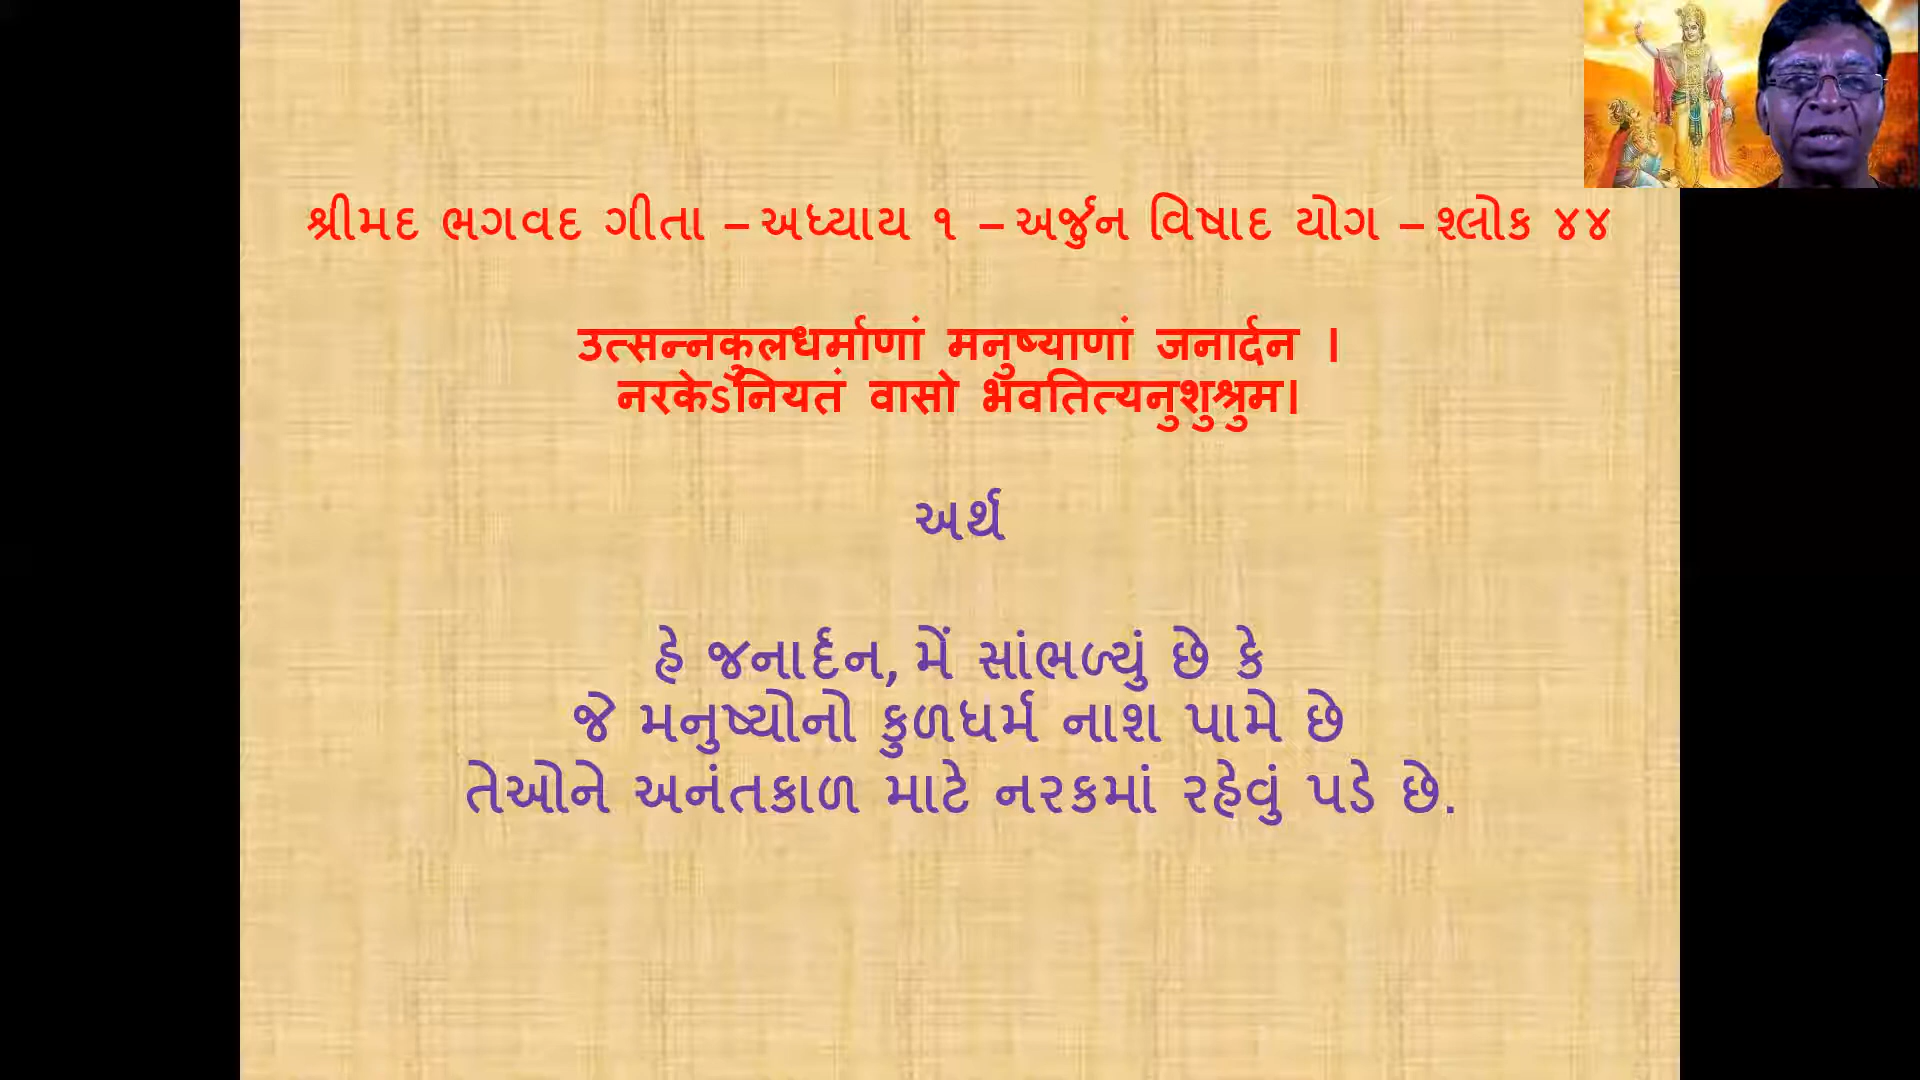 શ્રીમદ ભગવદ ગીતા – અધ્યાય ૧ – અર્જુન વિષાદ યોગ – શ્લોક ૪૪
उत्सन्नकुलधर्माणां मनुष्याणां जनार्दन ।
नरकेऽनियतं वासो भवतित्यनुशुश्रुम।
અર્થ
હે જનાર્દન, મેં સાંભળ્યું છે કે
જે મનુષ્યોનો કુળધર્મ નાશ પામે છે
તેઓને અનંતકાળ માટે નરકમાં રહેવું પડે છે.